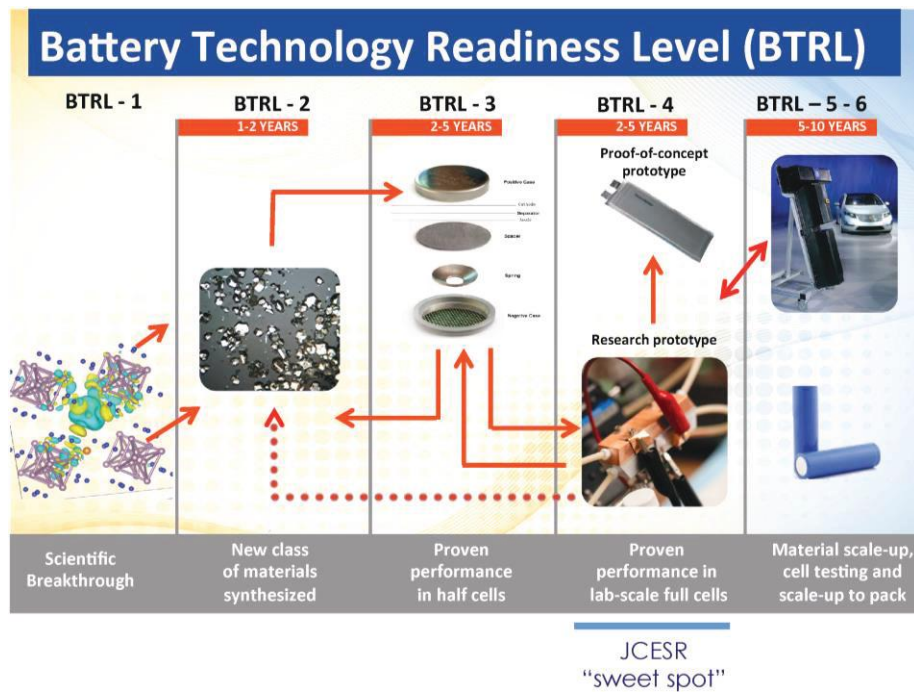 Battery Technology Readiness Level (BTRL)
BTRL - 1
BTRL - 2
1-2 YEARS
BTRL - 3
2-5 YEARS
BTRL - 4
2-5 YEARS
BTRL – 5 - 6
5-10 YEARS
Positive Case
Separator
Spacer
Spring
Negative Case
Proof-of-concept
prototype
Research prototype
Scientific
Breakthrough
New class
of materials
synthesized
Proven
performance
in half cells
Proven
performance in
lab-scale full cells
Material scale-up,
cell testing and
scale-up to pack
JCESR
“sweet spot”